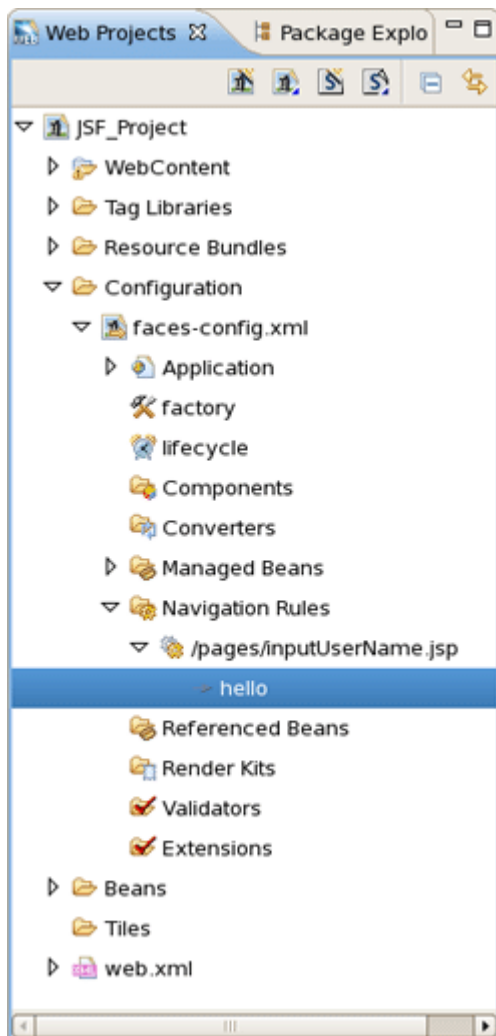 Web Projects Package Explo
JSF_Project
WebContent
Tag Libraries
Resource Bundles
Configuration
faces-config.xml
Application
factory
lifecycle
Components
Converters
Managed Beans
Navigation Rules
/pages/inputUserName.jsp
hello
Referenced Beans
Render Kits
Validators
Extensions
Beans
Tiles
web.xml